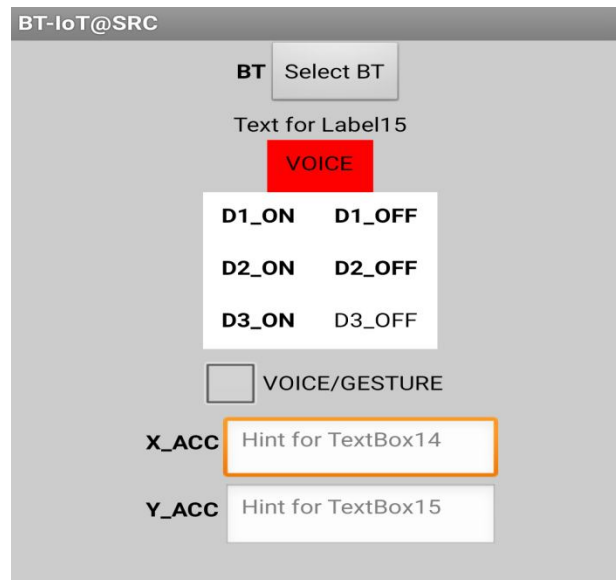 BT-IoT@SRC
BT Select BT
Text for Label15
VOICE
D1_ON D1_OFF
D2_ON D2_OFF
D3_ON D3_OFF
VOICE/GESTURE
X_ACC Hint for TextBox14
Y_ACC Hint for TextBox15